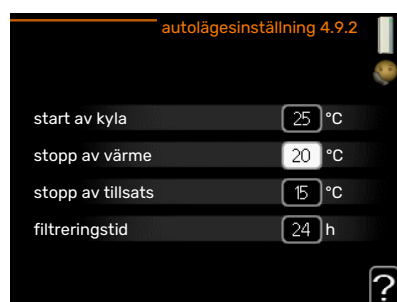 autolägesinställning 4.9.2
start av kyla 25 °C
stopp av värme 20 °C
stopp av tillsats 15 °C
filtreringstid 24 h
?